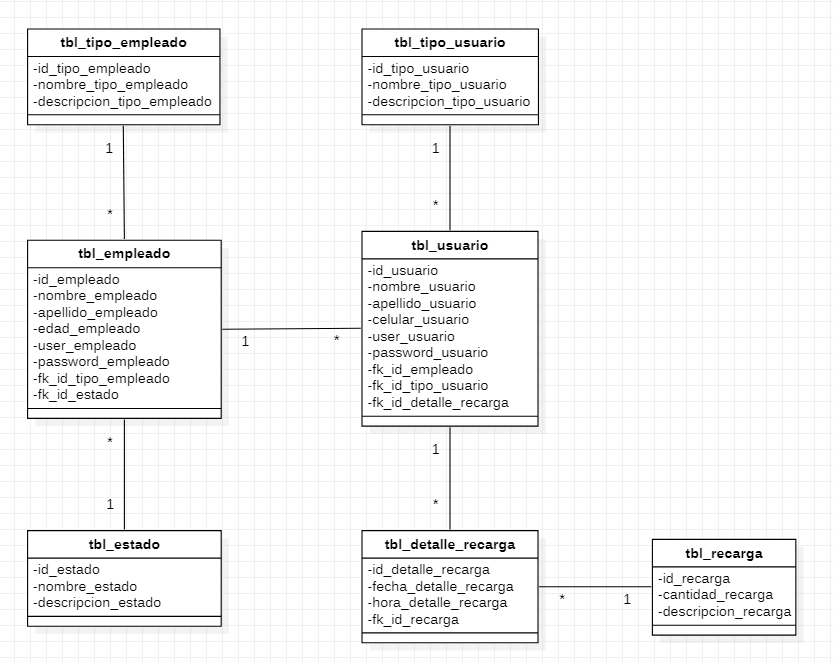 tbl_tipo_empleado
-id_tipo_empleado
-nombre_tipo_empleado
-descripcion_tipo_empleado
tbl_tipo_usuario
-id_tipo_usuario
-nombre_tipo_usuario
-descripcion_tipo_usuario
1
*
1
*
tbl_empleado
-id_empleado
-nombre_empleado
-apellido_empleado
-edad_empleado
-user_empleado
-password_empleado
-fk_id_tipo_empleado
-fk_id_estado
1
*
tbl_usuario
-id_usuario
-nombre_usuario
-apellido_usuario
-celular_usuario
-user_usuario
-password_usuario
-fk_id_empleado
-fk_id_tipo_usuario
-fk_id_detalle_recarga
*
1
1
*
tbl_estado
-id_estado
-nombre_estado
-descripcion_estado
tbl_detalle_recarga
-id_detalle_recarga
-fecha_detalle_recarga
-hora_detalle_recarga
-fk_id_recarga
*
1
tbl_recarga
-id_recarga
-cantidad_recarga
-descripcion_recarga